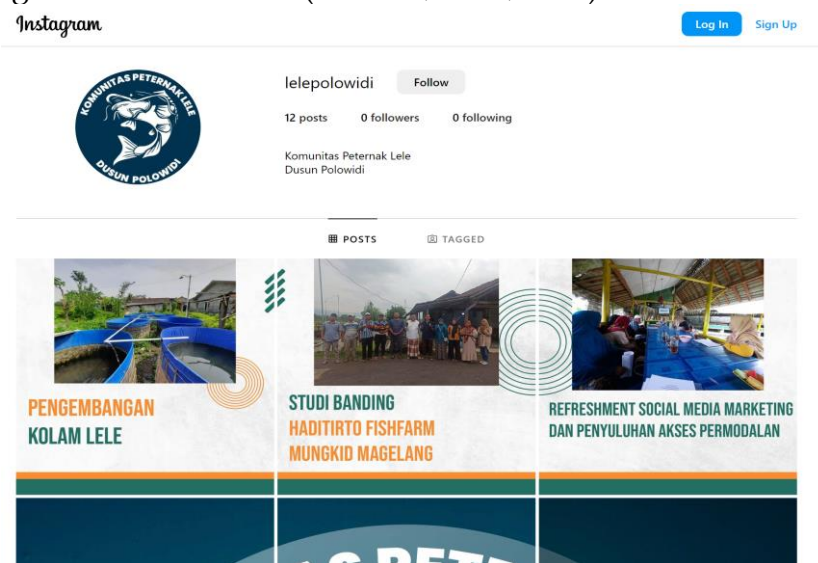 Instagram
Log In
Sign Up
KOMUNITAS PETERNAK LELE
DUSUN POLOWIDI
lelepolowidi
Follow
12 posts
0 followers
0 following
Komunitas Peternak Lele
Dusun Polowidi
POSTS
TAGGED
PENGEMBANGAN
KOLAM LELE
STUDI BANDING
HADITIRTO FISHFARM
MUNGKID MAGELANG
REFRESHMENT SOCIAL MEDIA MARKETING
DAN PENYULUHAN AKSES PERMODALAN